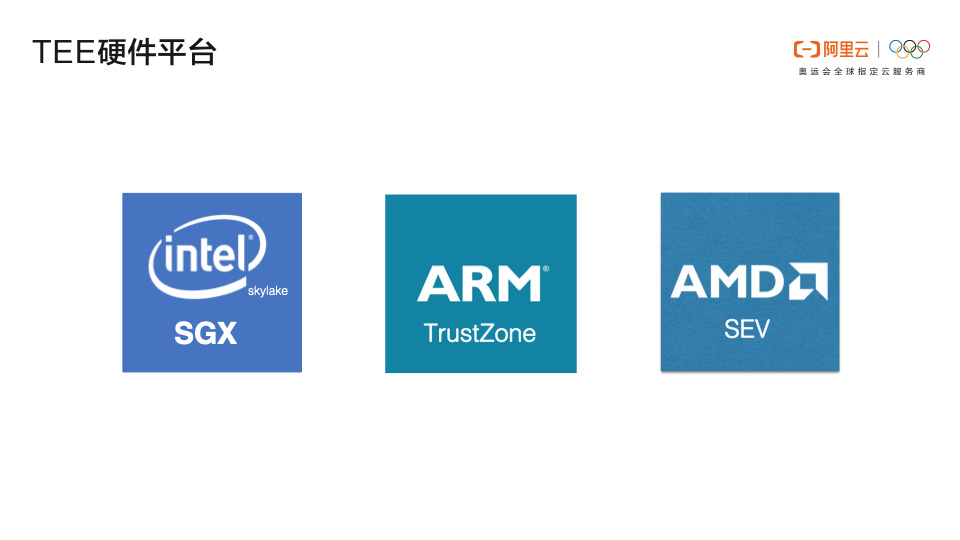 TEE硬件平台
阿里云
奥运会全球指定云服务商
intel®
skylake
SGX
ARM®
TrustZone
AMD
SEV